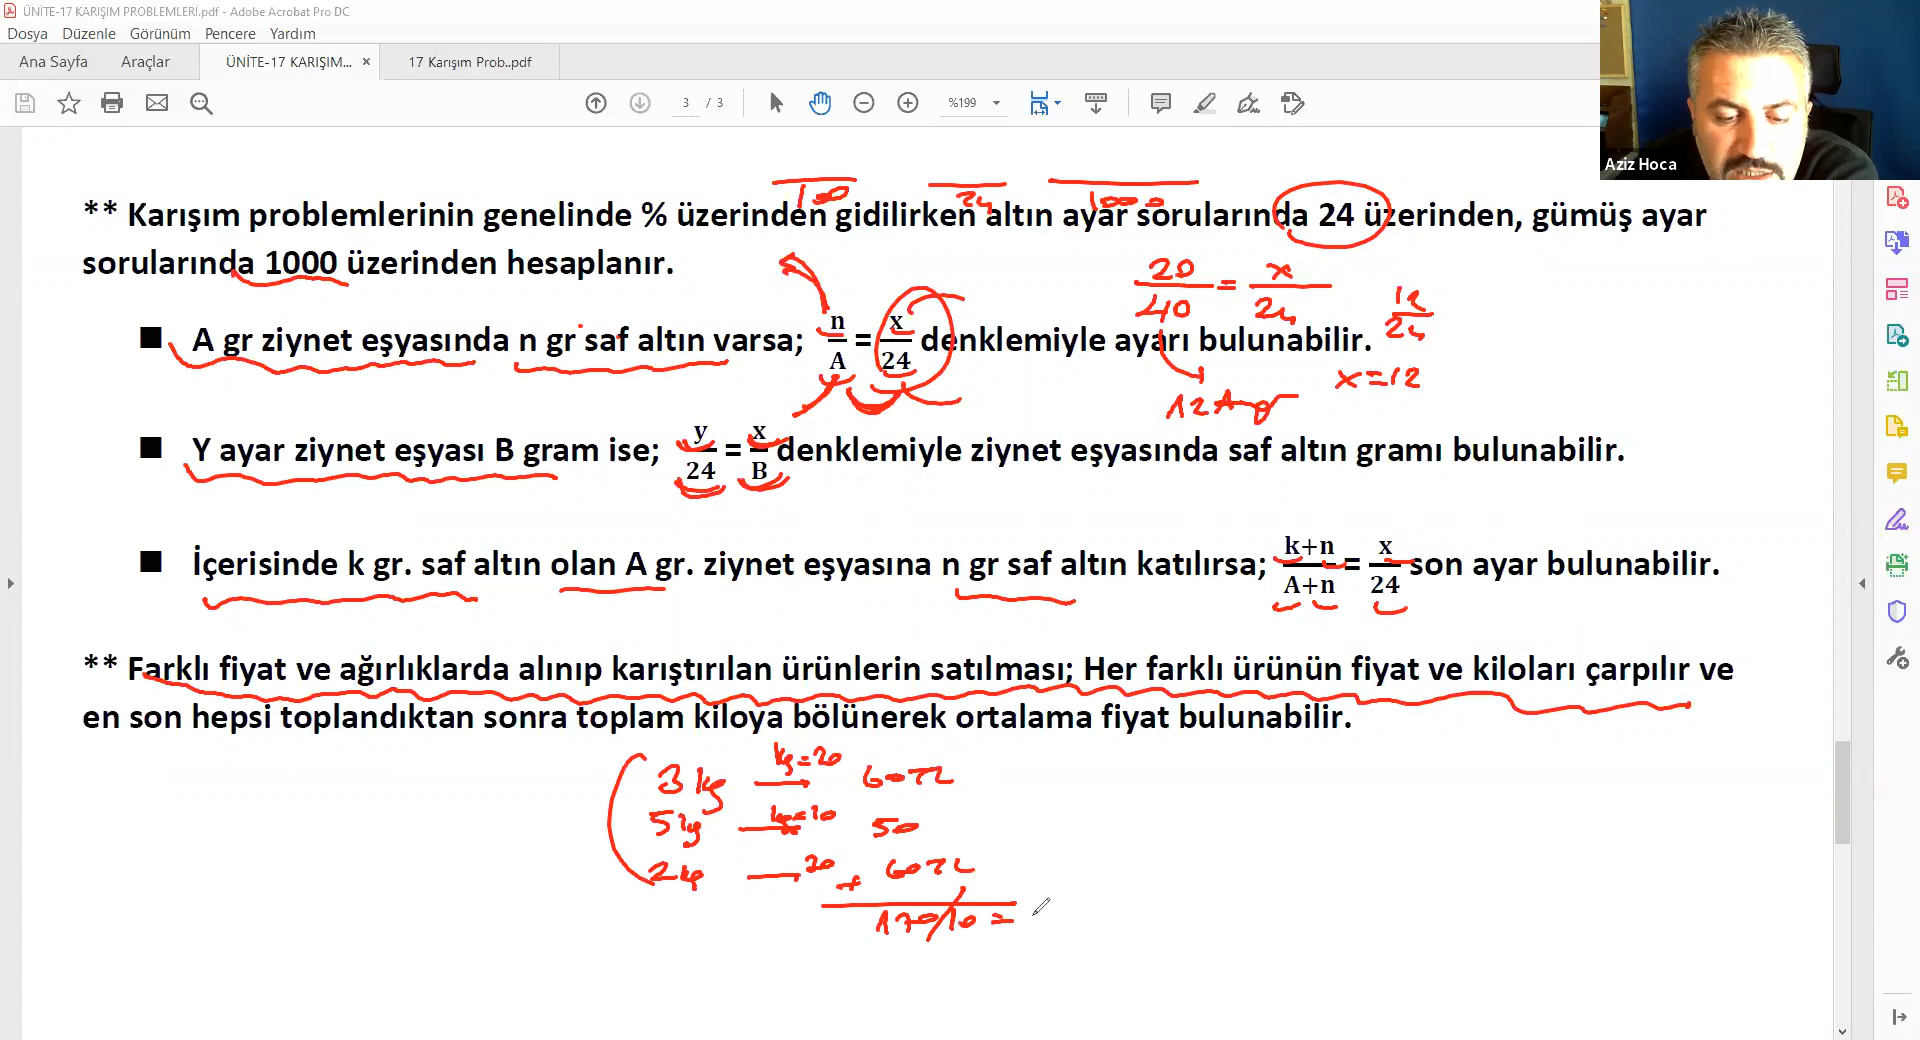 ÜNİTE-17 KARIŞIM PROBLEMLERİ.pdf - Adobe Acrobat Pro DC
Dosya Düzenle Görünüm Pencere Yardım
Ana Sayfa Araçlar ÜNİTE-17 KARIŞIM... × 17 Karışım Prob..pdf
3 / 3 %199
Aziz Hoca
100 24 1000
** Karışım problemlerinin genelinde % üzerinden gidilirken altın ayar sorularında 24 üzerinden, gümüş ayar
sorularında 1000 üzerinden hesaplanır.
20/40 = x/24
12/24
■ A gr ziynet eşyasında n gr saf altın varsa; n/A = x/24 denklemiyle ayarı bulunabilir.
x=12
12 Ayar
■ Y ayar ziynet eşyası B gram ise; y/24 = x/B denklemiyle ziynet eşyasında saf altın gramı bulunabilir.
■ İçerisinde k gr. saf altın olan A gr. ziynet eşyasına n gr saf altın katılırsa; k+n/A+n = x/24 son ayar bulunabilir.
** Farklı fiyat ve ağırlıklarda alınıp karıştırılan ürünlerin satılması; Her farklı ürünün fiyat ve kiloları çarpılır ve
en son hepsi toplandıktan sonra toplam kiloya bölünerek ortalama fiyat bulunabilir.
3 kg — kg=20 60TL
5 kg — kg=10 50
2 kg — 30 + 60TL
170/10 =